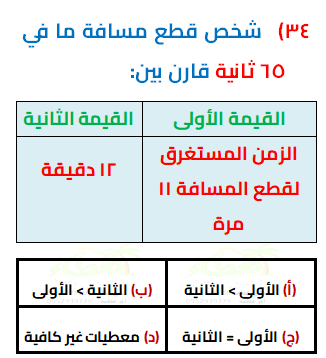 ٣٤) شخص قطع مسافة ما في
٦٥ ثانية قارن بين:
القيمة الأولى
القيمة الثانية
الزمن المستغرق
لقطع المسافة ١١
مرة
١٢ دقيقة
(أ) الأولى > الثانية
(ب) الثانية > الأولى
(ج) الأولى = الثانية
(د) معطيات غير كافية